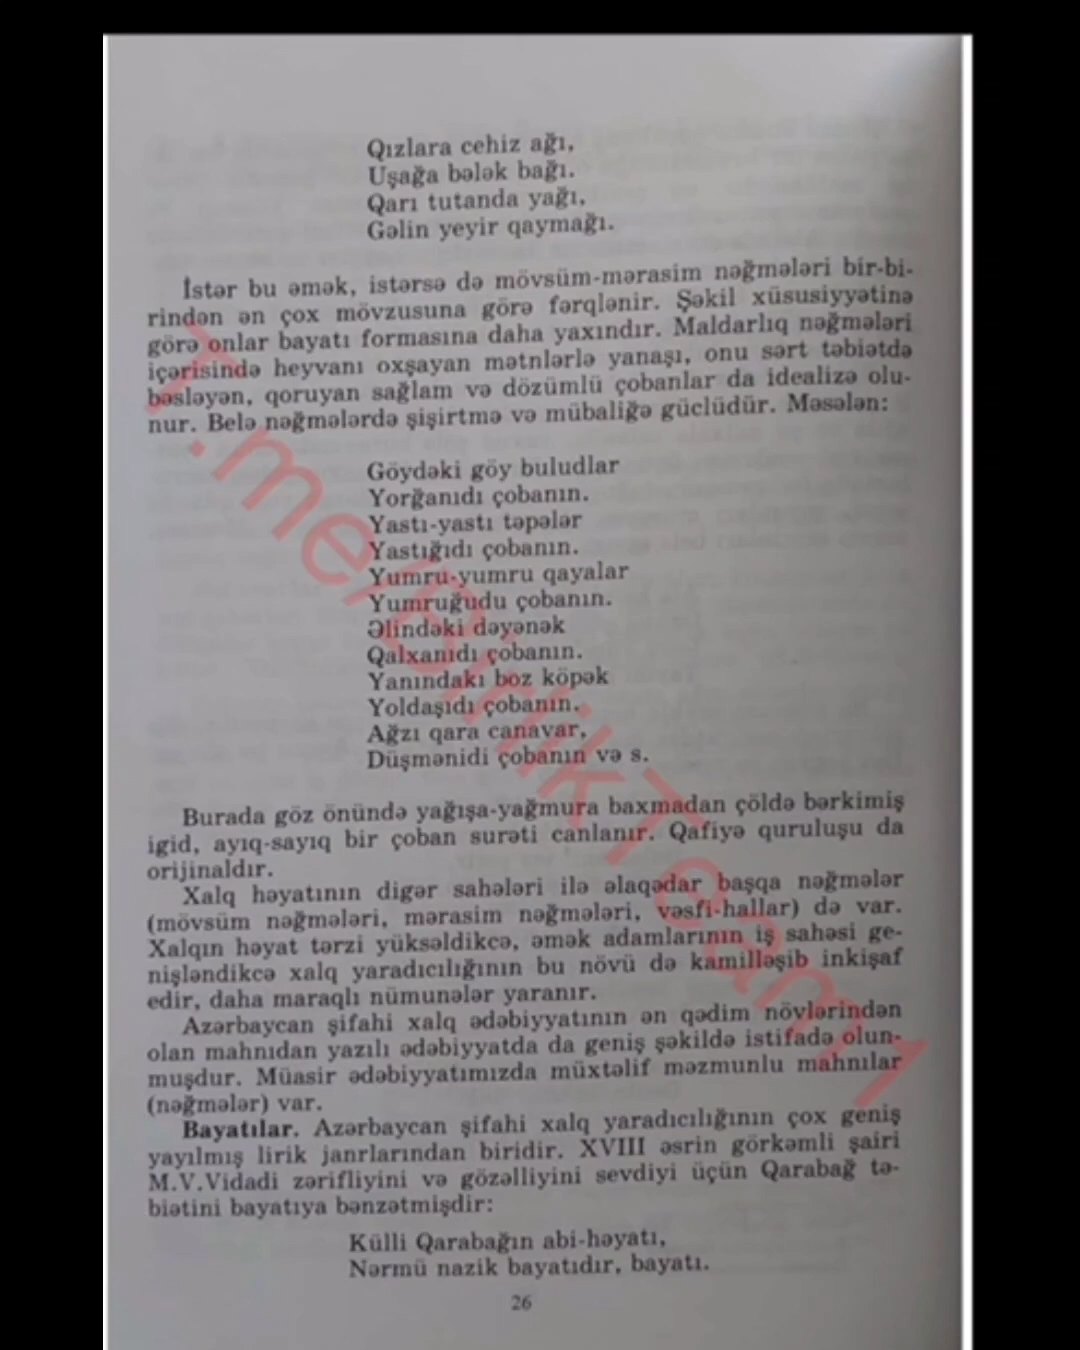 Qızlara cehiz ağı,
Uşağa bələk bağı.
Qarı tutanda yağı,
Gəlin yeyir qaymağı.
İstər bu əmək, istərsə də mövsüm-mərasim nəğmələri bir-bi-
rindən ən çox mövzusuna görə fərqlənir. Şəkil xüsusiyyətinə
görə onlar bayatı formasına daha yaxındır. Maldarlıq nəğmələri
içərisində heyvanı oxşayan mətnlərlə yanaşı, onu sərt təbiətdə
bəsləyən, qoruyan sağlam və dözümlü çobanlar da idealizə olu-
nur. Belə nəğmələrdə şişirtmə və mübaliğə güclüdür. Məsələn:
Göydəki göy buludlar
Yorğanıdı çobanın.
Yastı-yastı təpələr
Yastığıdı çobanın.
Yumru-yumru qayalar
Yumruğudu çobanın.
Əlindəki dəyənək
Qalxanıdı çobanın.
Yanındakı boz köpək
Yoldaşıdı çobanın.
Ağzı qara canavar,
Düşmənidi çobanın və s.
Burada göz önündə yağışa-yağmura baxmadan çöldə bərkimiş
igid, ayıq-sayıq bir çoban surəti canlanır. Qafiyə quruluşu da
orijinaldır.
Xalq həyatının digər sahələri ilə əlaqədar başqa nəğmələr
(mövsüm nəğmələri, mərasim nəğmələri, vəsfi-hallar) də var.
Xalqın həyat tərzi yüksəldikcə, əmək adamlarının iş sahəsi ge-
nişləndikcə xalq yaradıcılığının bu növü də kamilləşib inkişaf
edir, daha maraqlı nümunələr yaranır.
Azərbaycan şifahi xalq ədəbiyyatının ən qədim növlərindən
olan mahnıdan yazılı ədəbiyyatda da geniş şəkildə istifadə olun-
muşdur. Müasir ədəbiyyatımızda müxtəlif məzmunlu mahnılar
(nəğmələr) var.
Bayatılar. Azərbaycan şifahi xalq yaradıcılığının çox geniş
yayılmış lirik janrlarından biridir. XVIII əsrin görkəmli şairi
M.V.Vidadi zərifliyini və gözəlliyini sevdiyi üçün Qarabağ tə-
biətini bayatıya bənzətmişdir:
Külli Qarabağın abi-həyatı,
Nərmü nazik bayatıdır, bayatı.
26
T.me/BirlikTeam1